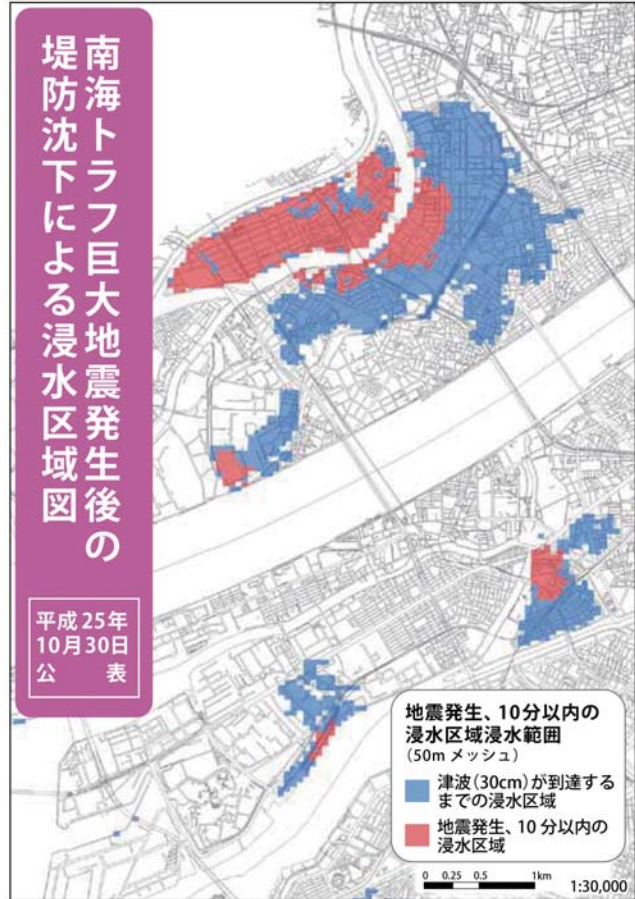 南海トラフ巨大地震発生後の
堤防沈下による浸水区域図
平成25年
10月30日
公表
地震発生、10分以内の
浸水区域浸水範囲
(50m メッシュ)
津波(30cm)が到達する
までの浸水区域
地震発生、10分以内の
浸水区域
0 0.25 0.5 1km
1:30,000